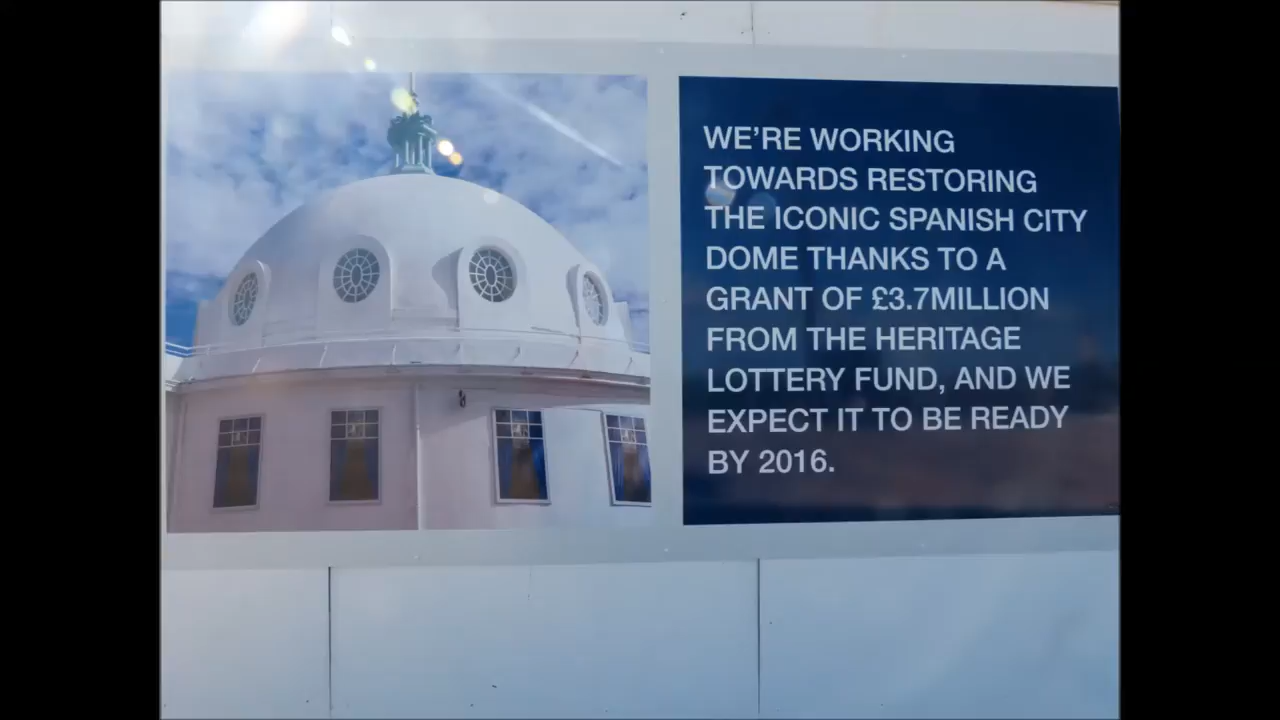 WE'RE WORKING
TOWARDS RESTORING
THE ICONIC SPANISH CITY
DOME THANKS TO A
GRANT OF £3.7MILLION
FROM THE HERITAGE
LOTTERY FUND, AND WE
EXPECT IT TO BE READY
BY 2016.